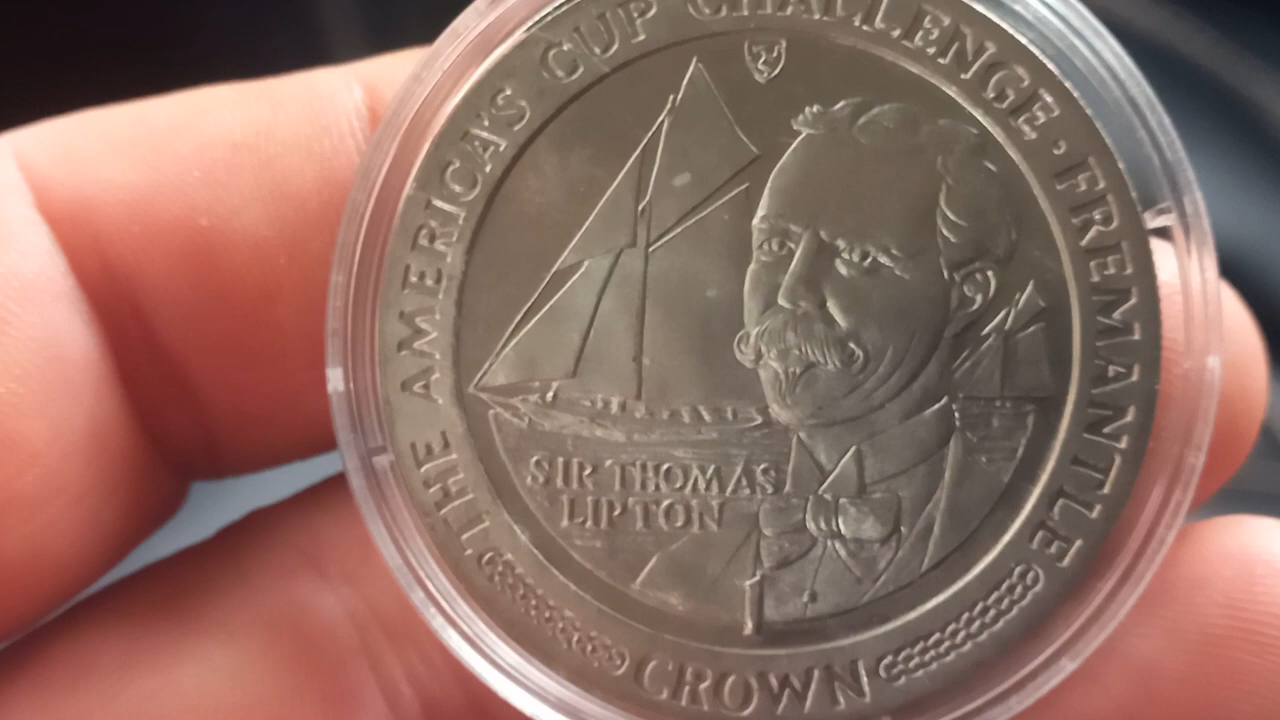 THE AMERICA'S CUP CHALLENGE · FREMANTLE
SIR THOMAS
LIPTON
CROWN